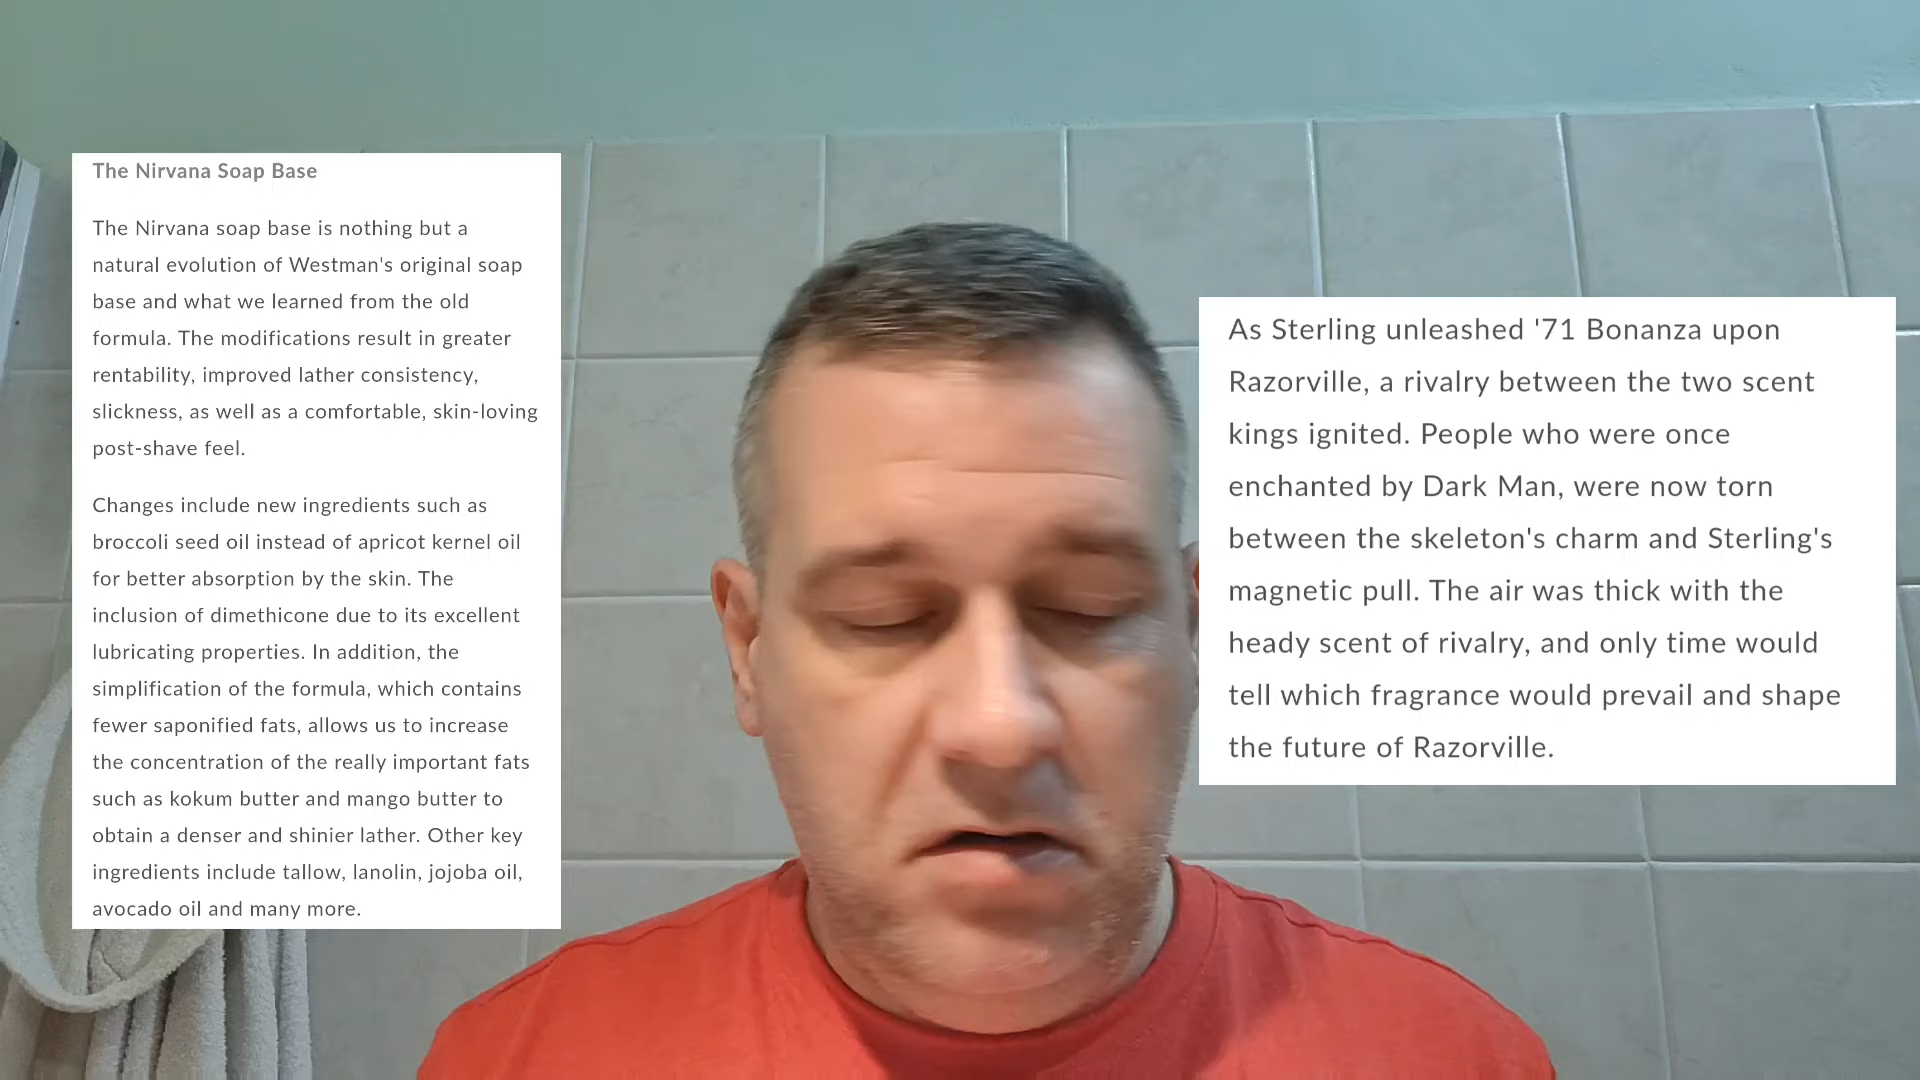 The Nirvana Soap Base
The Nirvana soap base is nothing but a
natural evolution of Westman's original soap
base and what we learned from the old
formula. The modifications result in greater
rentability, improved lather consistency,
slickness, as well as a comfortable, skin-loving
post-shave feel.
Changes include new ingredients such as
broccoli seed oil instead of apricot kernel oil
for better absorption by the skin. The
inclusion of dimethicone due to its excellent
lubricating properties. In addition, the
simplification of the formula, which contains
fewer saponified fats, allows us to increase
the concentration of the really important fats
such as kokum butter and mango butter to
obtain a denser and shinier lather. Other key
ingredients include tallow, lanolin, jojoba oil,
avocado oil and many more.
As Sterling unleashed '71 Bonanza upon
Razorville, a rivalry between the two scent
kings ignited. People who were once
enchanted by Dark Man, were now torn
between the skeleton's charm and Sterling's
magnetic pull. The air was thick with the
heady scent of rivalry, and only time would
tell which fragrance would prevail and shape
the future of Razorville.